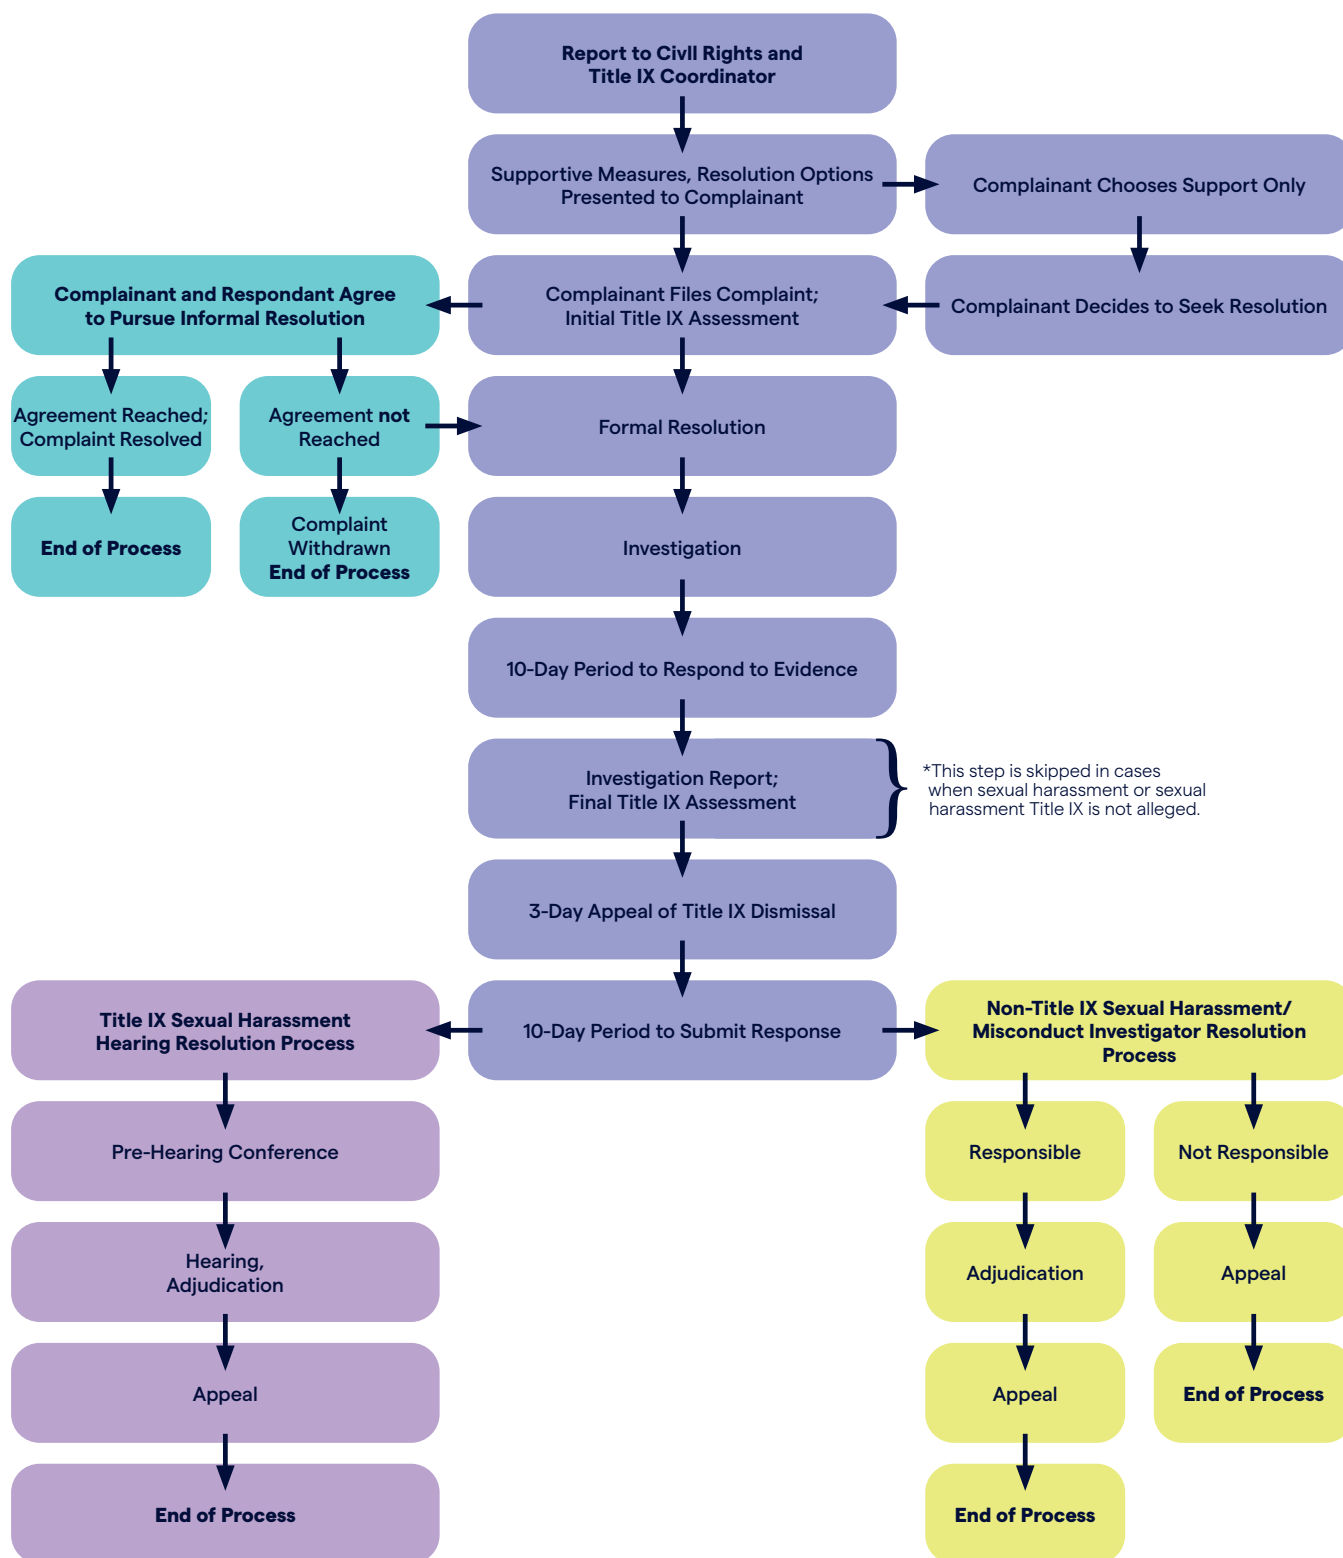 Report to Civll Rights and
Title IX Coordinator
Supportive Measures, Resolution Options
Presented to Complainant
Complainant Chooses Support Only
Complainant and Respondant Agree
to Pursue Informal Resolution
Complainant Files Complaint;
Initial Title IX Assessment
Complainant Decides to Seek Resolution
Agreement Reached;
Complaint Resolved
Agreement not
Reached
Formal Resolution
End of Process
Complaint
Withdrawn
End of Process
Investigation
10-Day Period to Respond to Evidence
Investigation Report;
Final Title IX Assessment
*This step is skipped in cases
when sexual harassment or sexual
harassment Title IX is not alleged.
3-Day Appeal of Title IX Dismissal
Title IX Sexual Harassment
Hearing Resolution Process
10-Day Period to Submit Response
Non-Title IX Sexual Harassment/
Misconduct Investigator Resolution
Process
Pre-Hearing Conference
Responsible
Not Responsible
Hearing,
Adjudication
Adjudication
Appeal
Appeal
Appeal
End of Process
End of Process
End of Process